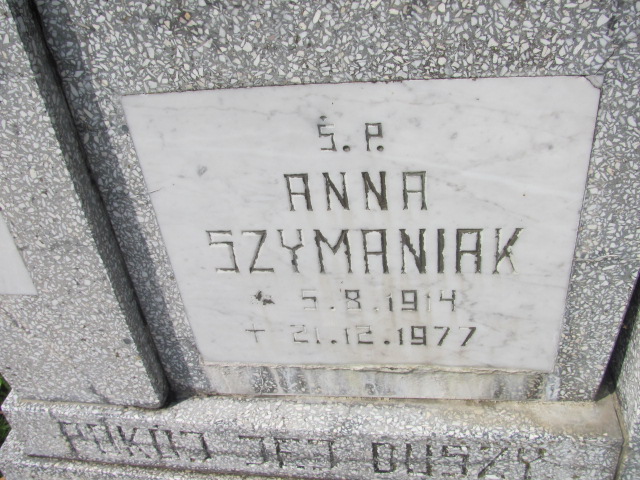 Ś.P.
ANNA
SZYMANIAK
* 5.8.1914
+ 21.12.1977
POKÓJ JEJ DUSZY